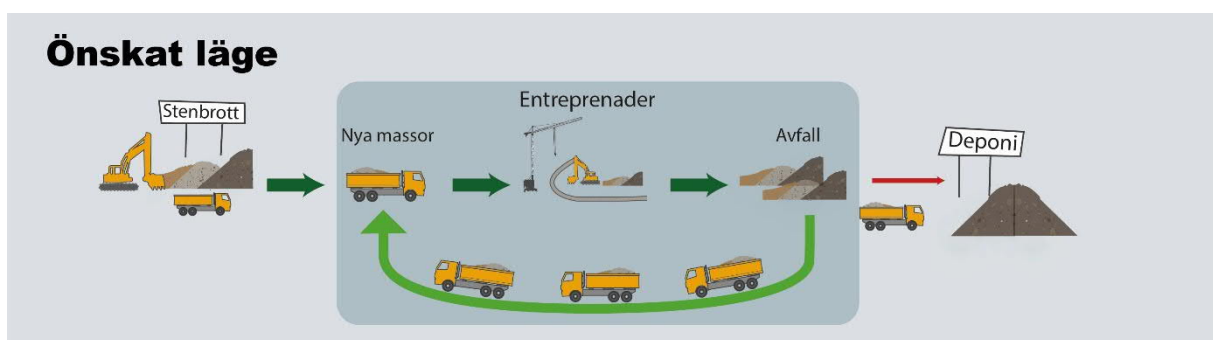 Önskat läge
Stenbrott
Nya massor
Entreprenader
Avfall
Deponi